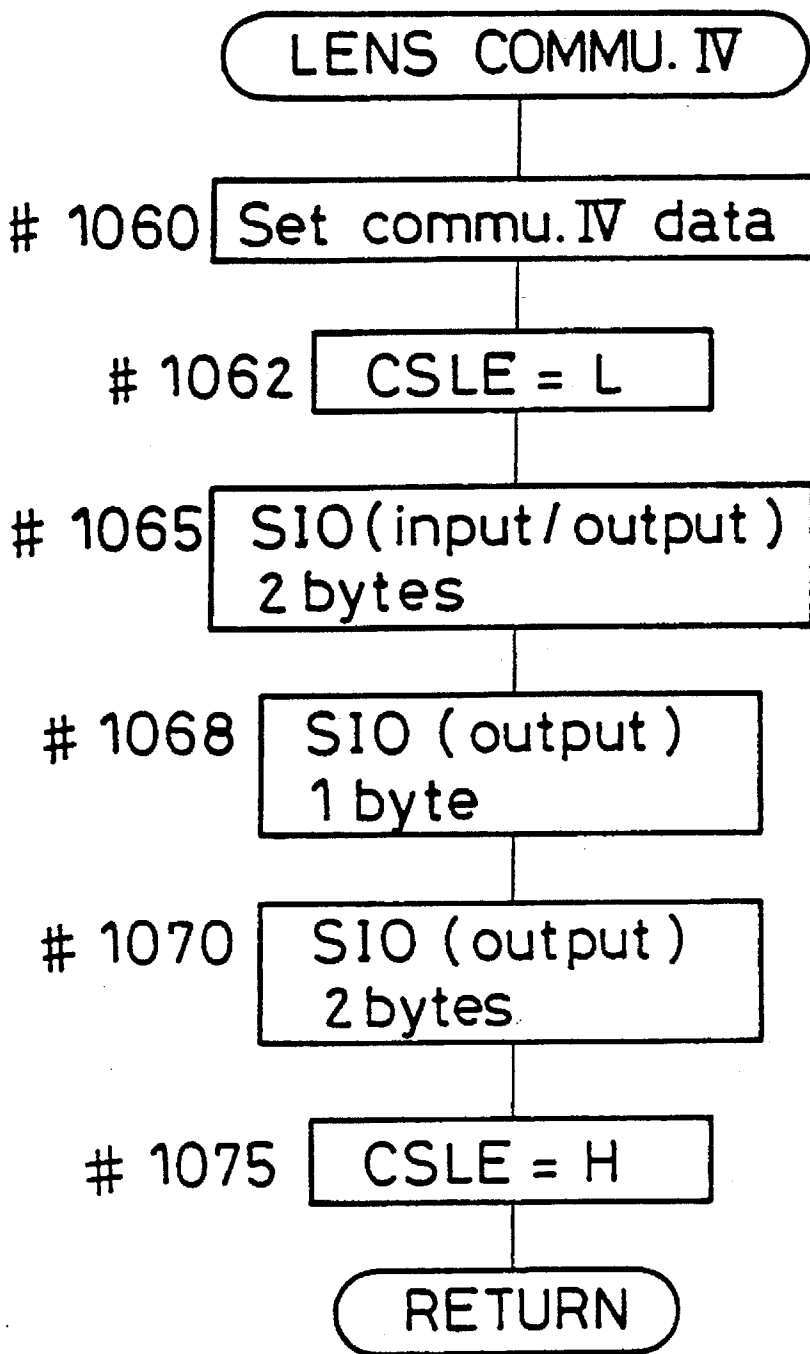 LENS COMMU. Ⅳ
# 1060 Set commu. Ⅳ data
# 1062 CSLE = L
# 1065 SIO (input / output)
2 bytes
# 1068 SIO (output)
1 byte
# 1070 SIO (output)
2 bytes
# 1075 CSLE = H
RETURN